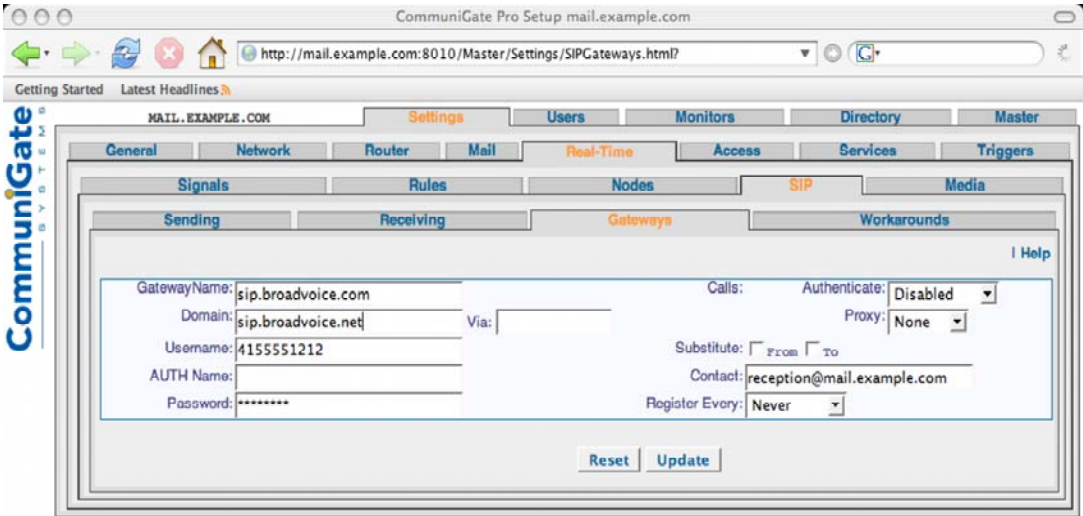 CommuniGate Pro Setup mail.example.com
http://mail.example.com:8010/Master/Settings/SIPGateways.html?
G
Getting Started Latest Headlines
CommuniGate
SYSTEMS
MAIL.EXAMPLE.COM Settings Users Monitors Directory Master
General Network Router Mail Real-Time Access Services Triggers
Signals Rules Nodes SIP Media
Sending Receiving Gateways Workarounds
| Help
GatewayName: sip.broadvoice.com Calls: Authenticate: Disabled
Domain: sip.broadvoice.net Via: Proxy: None
Username: 4155551212 Substitute: From To
AUTH Name: Contact: reception@mail.example.com
Password: ******** Register Every: Never
Reset Update